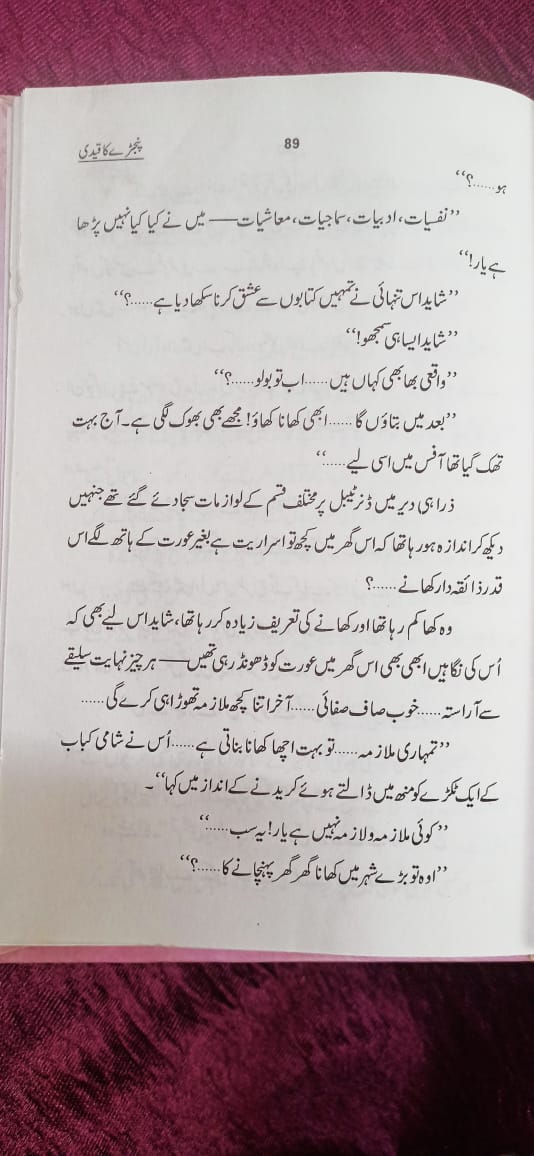 پنجڑے کا قیدی
89
ہو......؟‘‘
’’نفسیات، ادبیات، سماجیات، معاشیات— میں نے کیا کیا نہیں پڑھا
ہے یار!‘‘
’’شاید اس تنہائی نے تمہیں کتابوں سے عشق کرنا سکھا دیا ہے......؟‘‘
’’شاید ایسا ہی سمجھو!‘‘
’’واقعی بھابھی کہاں ہیں......اب تو بولو......؟‘‘
’’بعد میں بتاؤں گا......ابھی کھانا کھاؤ! مجھے بھی بھوک لگی ہے۔ آج بہت
تھک گیا تھا آفس میں اسی لیے......‘‘
ذرا ہی دیر میں ڈنر ٹیبل پر مختلف قسم کے لوازمات سجا دئے گئے تھے جنہیں
دیکھ کر اندازہ ہو رہا تھا کہ اس گھر میں کچھ تو اسراریت ہے بغیر عورت کے ہاتھ لگے اس
قدر ذائقہ دار کھانے......؟
وہ کھا کم رہا تھا اور کھانے کی تعریف زیادہ کر رہا تھا، شاید اس لیے بھی کہ
اُس کی نگاہیں ابھی بھی اس گھر میں عورت کو ڈھونڈ رہی تھیں— ہر چیز نہایت سلیقے
سے آراستہ......خوب صاف صفائی......آخر اتنا کچھ ملازمہ تھوڑا ہی کرے گی......
’’تمہاری ملازمہ......تو بہت اچھا کھانا بناتی ہے......اُس نے شامی کباب
کے ایک ٹکڑے کو منھ میں ڈالتے ہوئے کریدنے کے انداز میں کہا‘‘۔
’’کوئی ملازمہ ولازمہ نہیں ہے یار! یہ سب......‘‘
’’اوہ تو بڑے شہر میں کھانا گھر گھر پہنچانے کا......؟‘‘